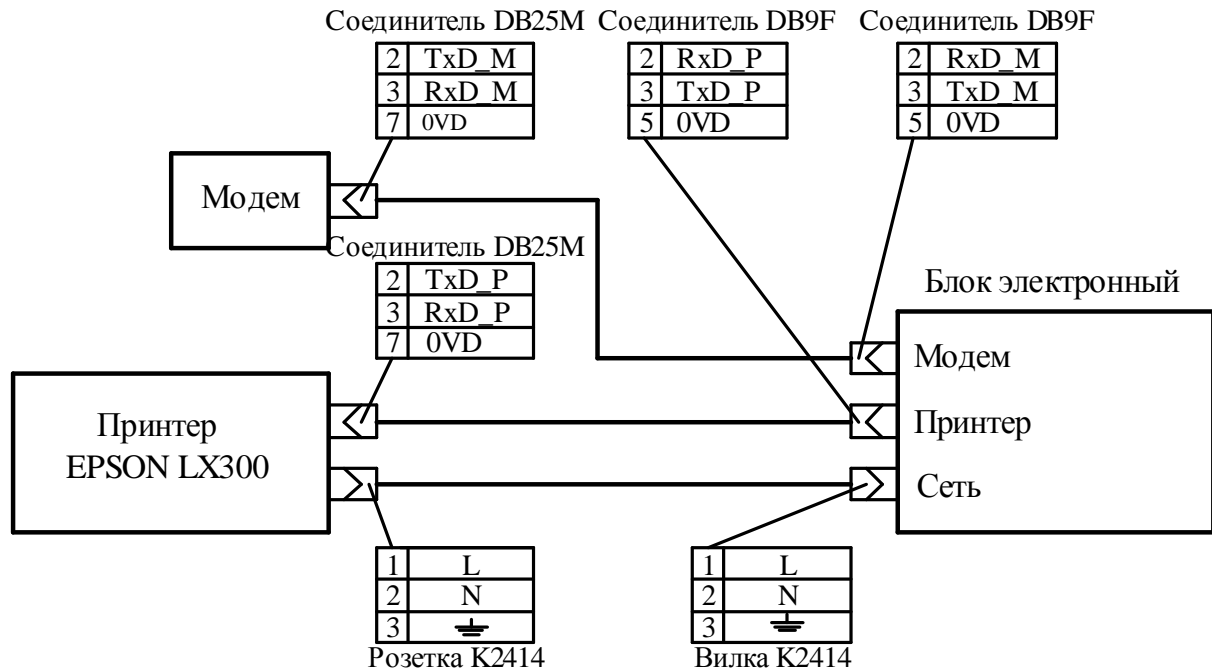 Соединитель DB25M
2 TxD_M
3 RxD_M
7 0VD
Соединитель DB9F
2 RxD_P
3 TxD_P
5 0VD
Соединитель DB9F
2 RxD_M
3 TxD_M
5 0VD
Модем
Соединитель DB25M
2 TxD_P
3 RxD_P
7 0VD
Блок электронный
Модем
Принтер
Сеть
Принтер
EPSON LX300
1 L
2 N
3
Розетка К2414
1 L
2 N
3
Вилка К2414